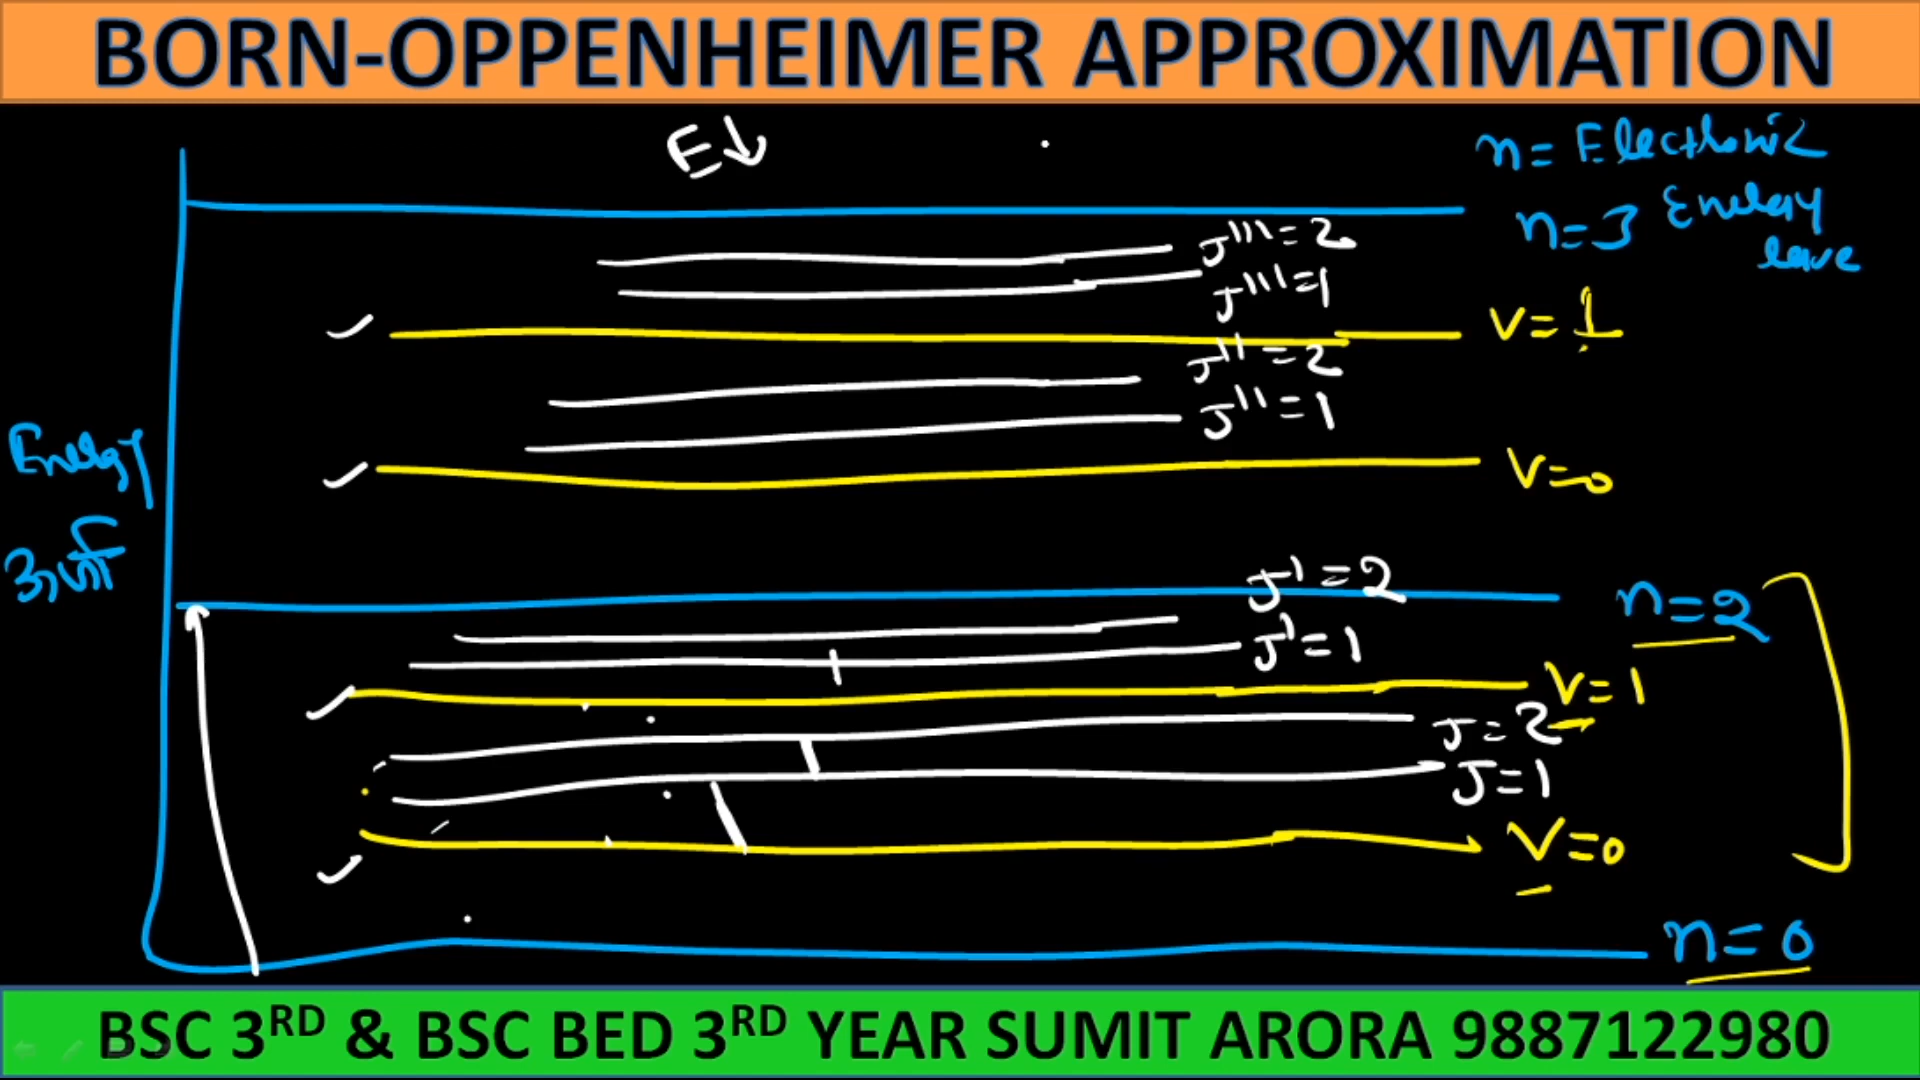 BORN-OPPENHEIMER APPROXIMATION
E↓
n= Electronic
n=3 Energy
leave
J'''=2
J'''=1
V=1
J''=2
J''=1
V=0
Energy
J'=2
n=2
J'=1
V=1
J=2
J=1
V=0
n=0
BSC 3RD & BSC BED 3RD YEAR SUMIT ARORA 9887122980